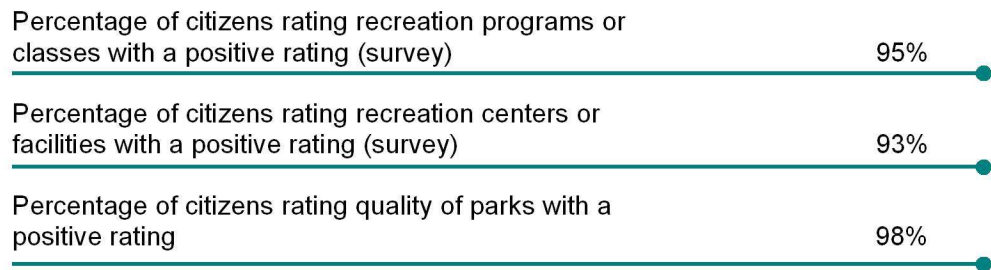 Percentage of citizens rating recreation programs or
classes with a positive rating (survey) 95%
Percentage of citizens rating recreation centers or
facilities with a positive rating (survey) 93%
Percentage of citizens rating quality of parks with a
positive rating 98%